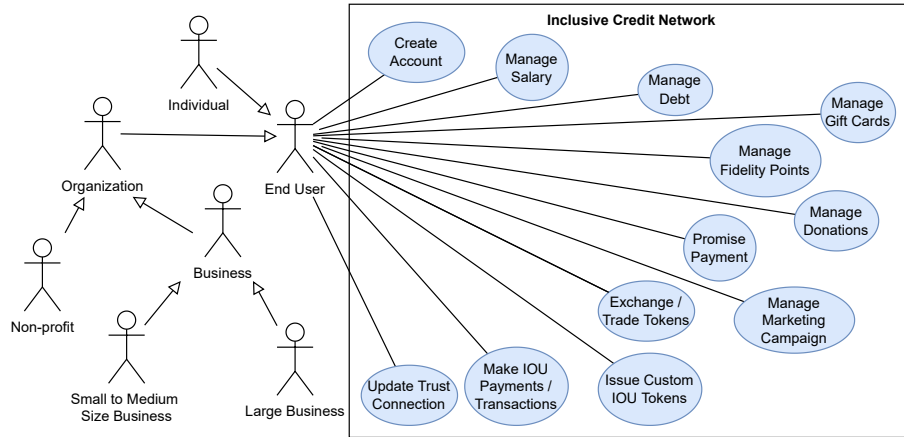 Inclusive Credit Network
Create
Account
Manage
Salary
Manage
Debt
Manage
Gift Cards
Manage
Fidelity Points
Manage
Donations
Promise
Payment
Exchange /
Trade Tokens
Manage
Marketing
Campaign
Update Trust
Connection
Make IOU
Payments /
Transactions
Issue Custom
IOU Tokens
Individual
Organization
End User
Business
Non-profit
Small to Medium
Size Business
Large Business